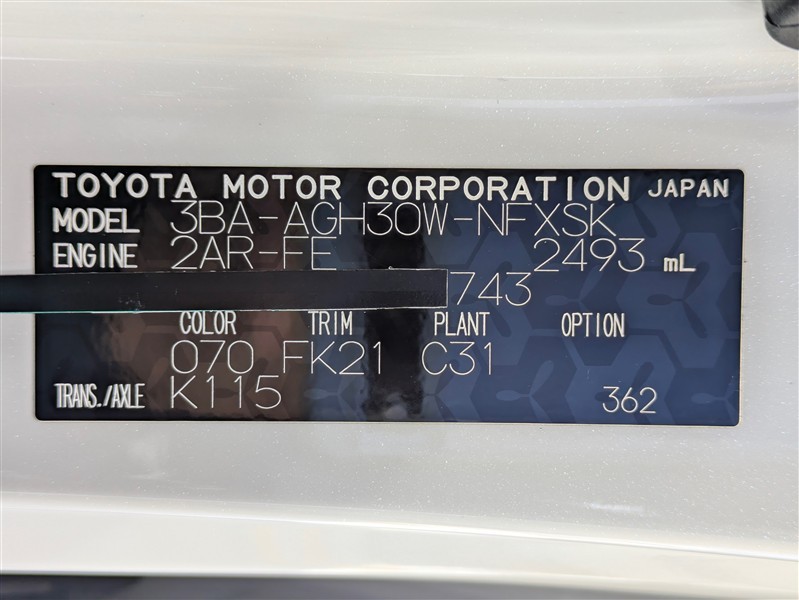 TOYOTA MOTOR CORPORATION JAPAN
MODEL 3BA-AGH30W-NFXSK
ENGINE 2AR-FE 2493 mL
743
COLOR TRIM PLANT OPTION
070 FK21 C31
TRANS./AXLE K115 362